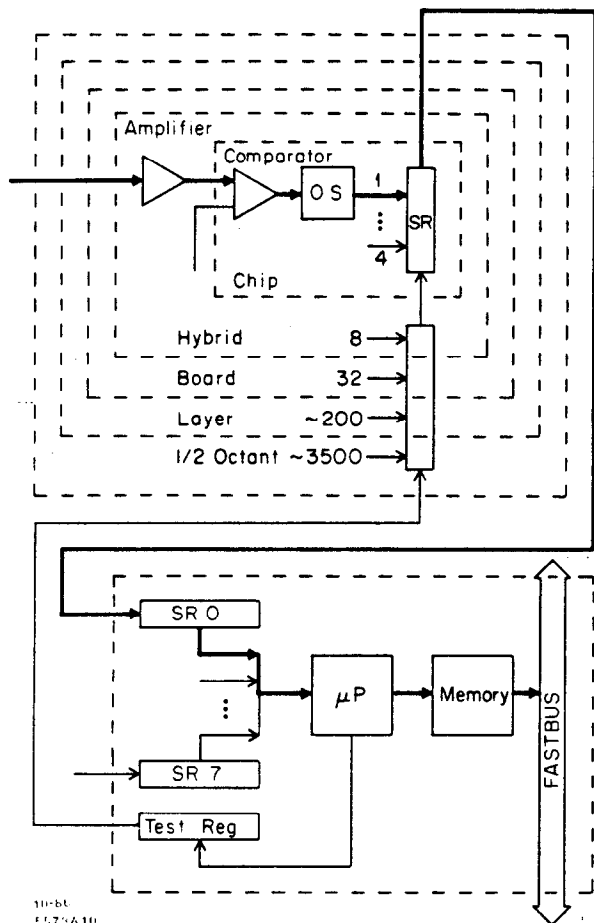 Amplifier
Comparator
OS
1
SR
4
Chip
Hybrid 8
Board 32
Layer ~200
1/2 Octant ~3500
SR 0
μP
Memory
FASTBUS
SR 7
Test Reg